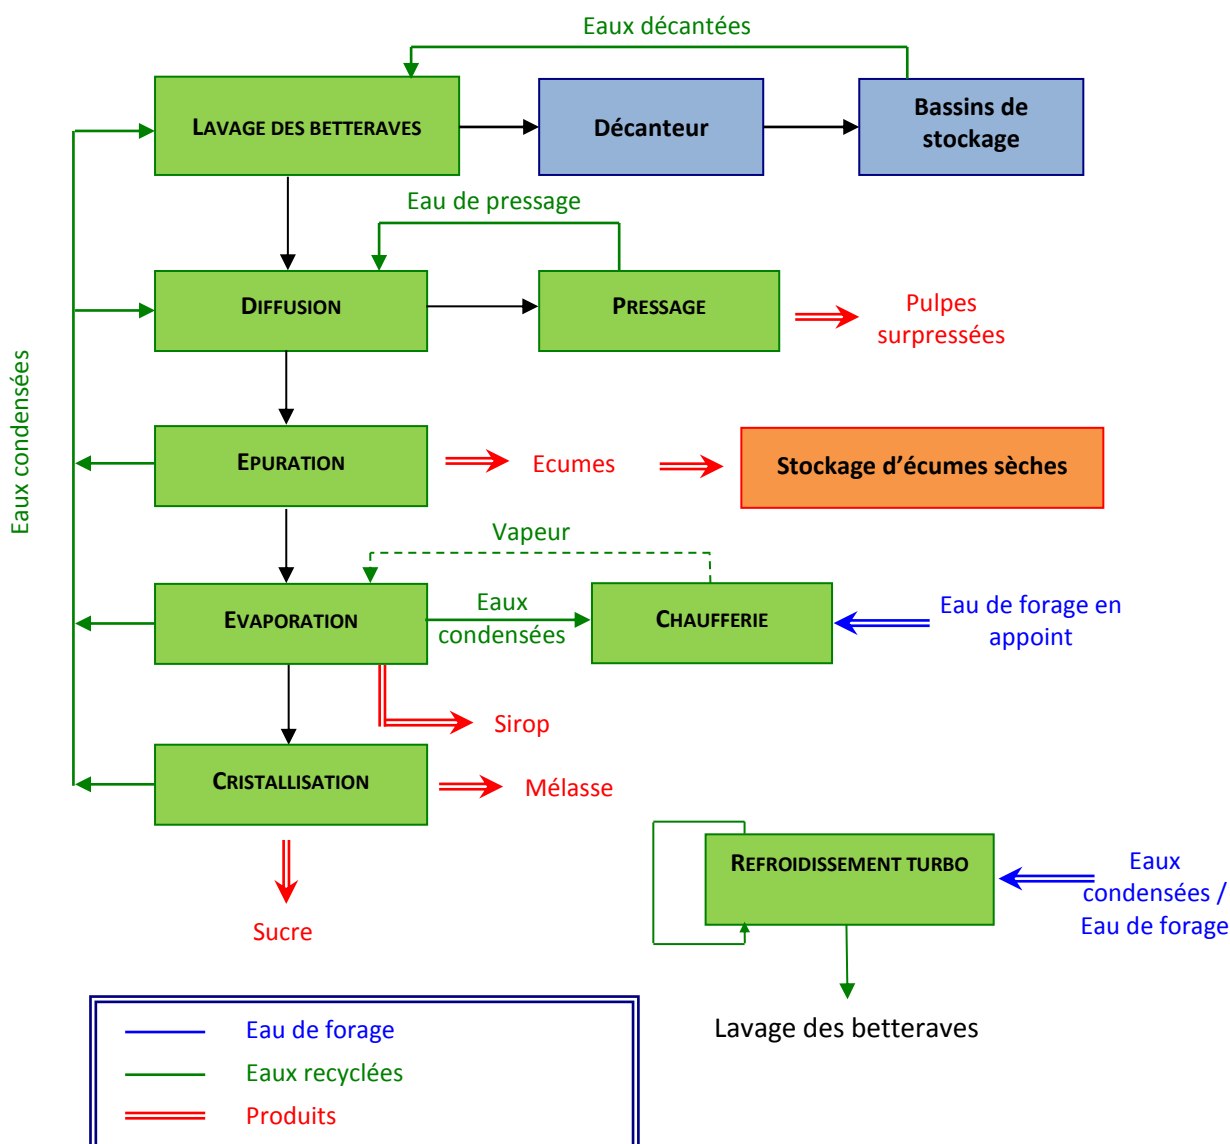 Eaux décantées
LAVAGE DES BETTERAVES
Décanteur
Bassins de
stockage
Eau de pressage
DIFFUSION
PRESSAGE
Pulpes
surpressées
Eaux condensées
EPURATION
Ecumes
Stockage d'écumes sèches
Vapeur
EVAPORATION
Eaux
condensées
CHAUFFERIE
Eau de forage en
appoint
Sirop
CRISTALLISATION
Mélasse
REFROIDISSEMENT TURBO
Eaux
condensées /
Eau de forage
Sucre
Lavage des betteraves
Eau de forage
Eaux recyclées
Produits